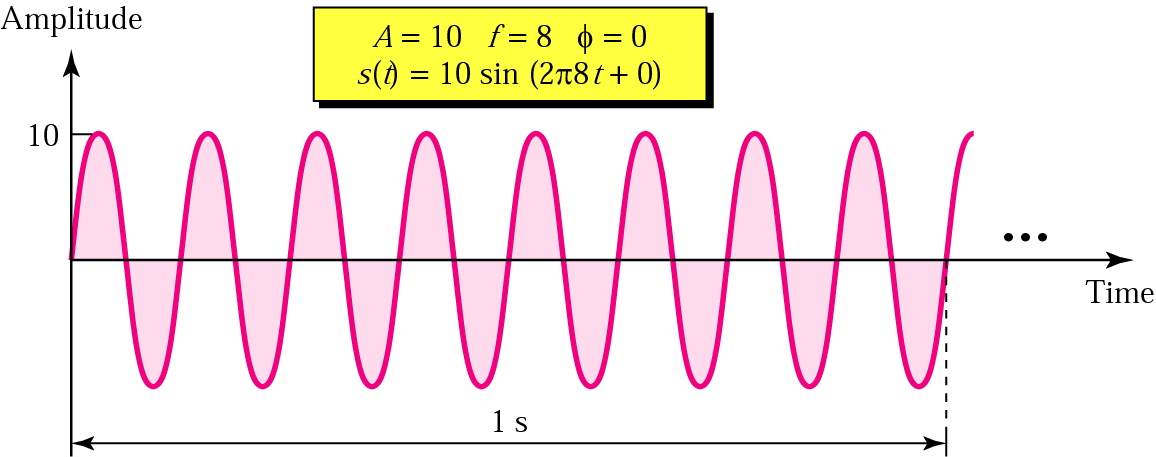 Amplitude
A = 10 f = 8 ϕ = 0
s(t) = 10 sin (2π8t + 0)
10
...
Time
1 s